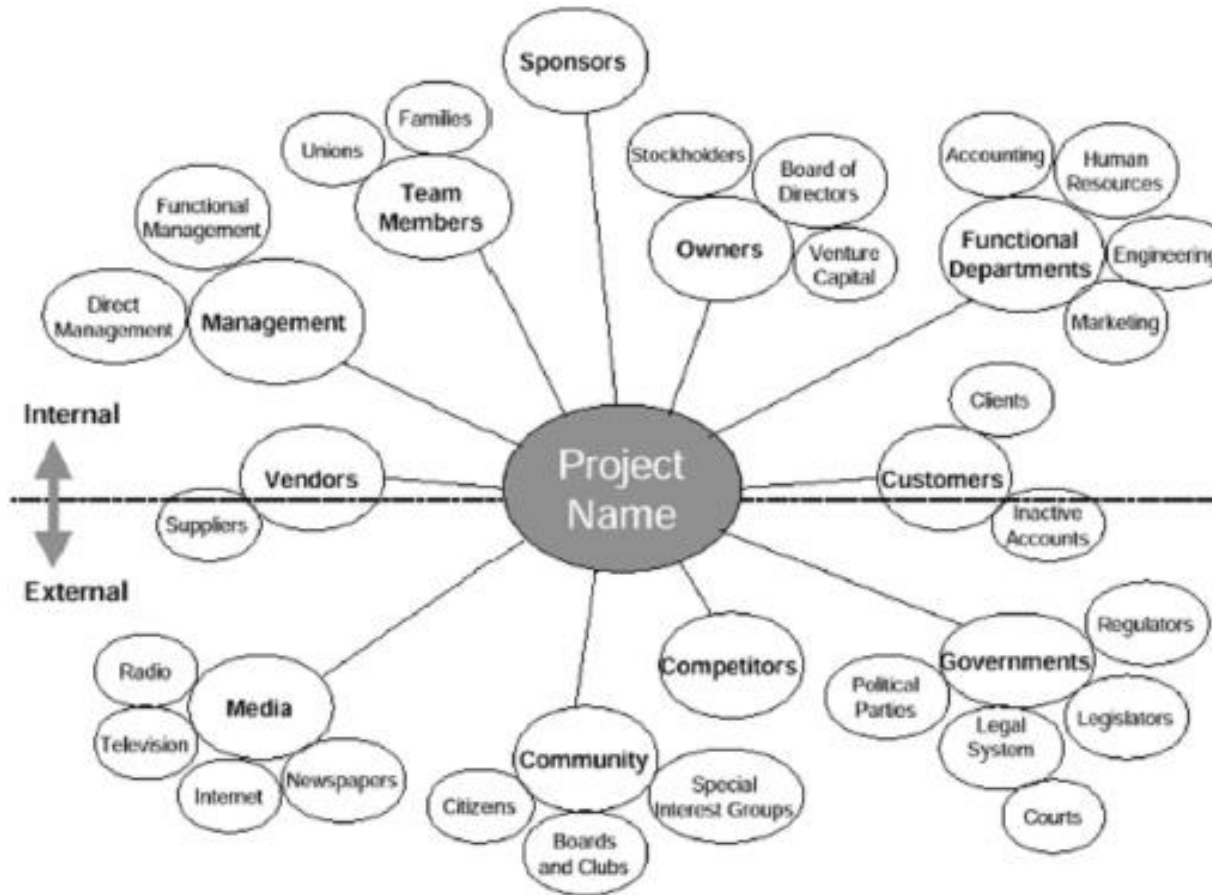 Sponsors
Families
Unions
Team
Members
Stockholders
Board of
Directors
Owners
Venture
Capital
Accounting
Human
Resources
Functional
Departments
Engineering
Marketing
Functional
Management
Direct
Management
Management
Internal
External
Vendors
Suppliers
Project
Name
Clients
Customers
Inactive
Accounts
Radio
Media
Television
Internet
Newspapers
Community
Citizens
Boards
and Clubs
Special
Interest Groups
Competitors
Governments
Regulators
Political
Parties
Legal
System
Legislators
Courts